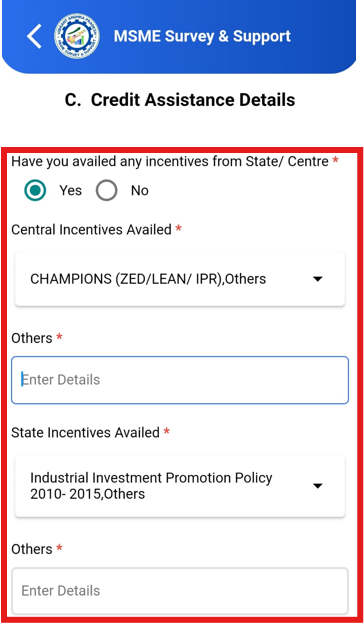 MSME Survey & Support
C. Credit Assistance Details
Have you availed any incentives from State/ Centre *
Yes No
Central Incentives Availed *
CHAMPIONS (ZED/LEAN/ IPR),Others
Others *
Enter Details
State Incentives Availed *
Industrial Investment Promotion Policy
2010- 2015,Others
Others *
Enter Details